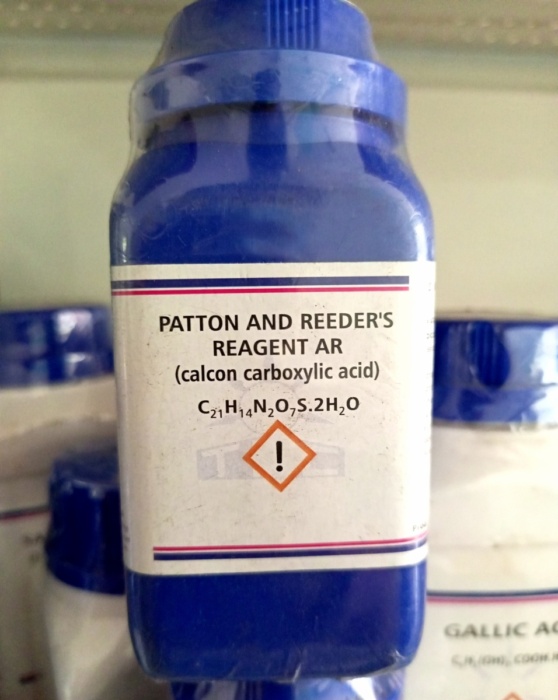 PATTON AND REEDER'S
REAGENT AR
(calcon carboxylic acid)
C₂₁H₁₄N₂O₇S.2H₂O
!
GALLIC AC